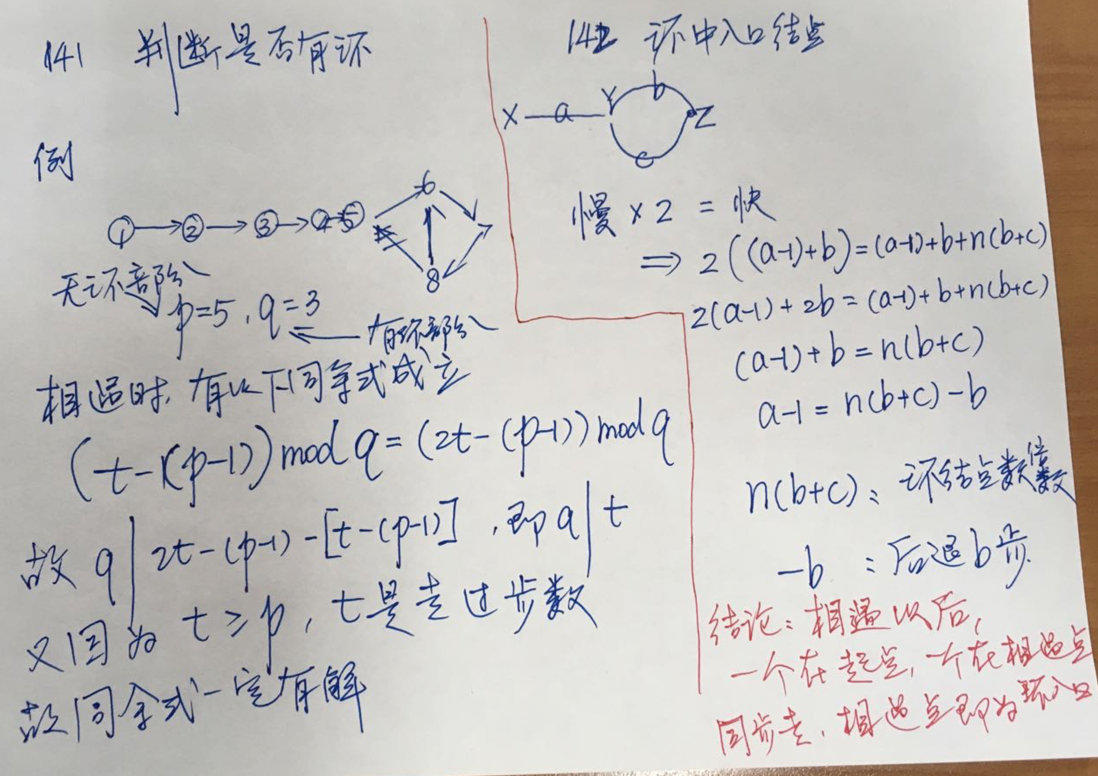 141 判断是否有环
例
① ② ③ ④ ⑤ 6 7 8
无环部分
p=5, q=3
有环部分
相遇时, 有以下同余式成立
(t-(p-1)) mod q = (2t-(p-1)) mod q
故 q | 2t-(p-1)-[t-(p-1)], 即 q | t
又因为 t ≥ p, t是走过步数
故同余式一定有解
142 环中入口结点
X a Y b Z c
慢 × 2 = 快
⇒ 2((a-1)+b)=(a-1)+b+n(b+c)
2(a-1)+2b=(a-1)+b+n(b+c)
(a-1)+b=n(b+c)
a-1=n(b+c)-b
n(b+c): 环结点数倍数
-b : 后退b步
结论: 相遇以后,
一个在起点, 一个在相遇点
同步走, 相遇点即为环入口